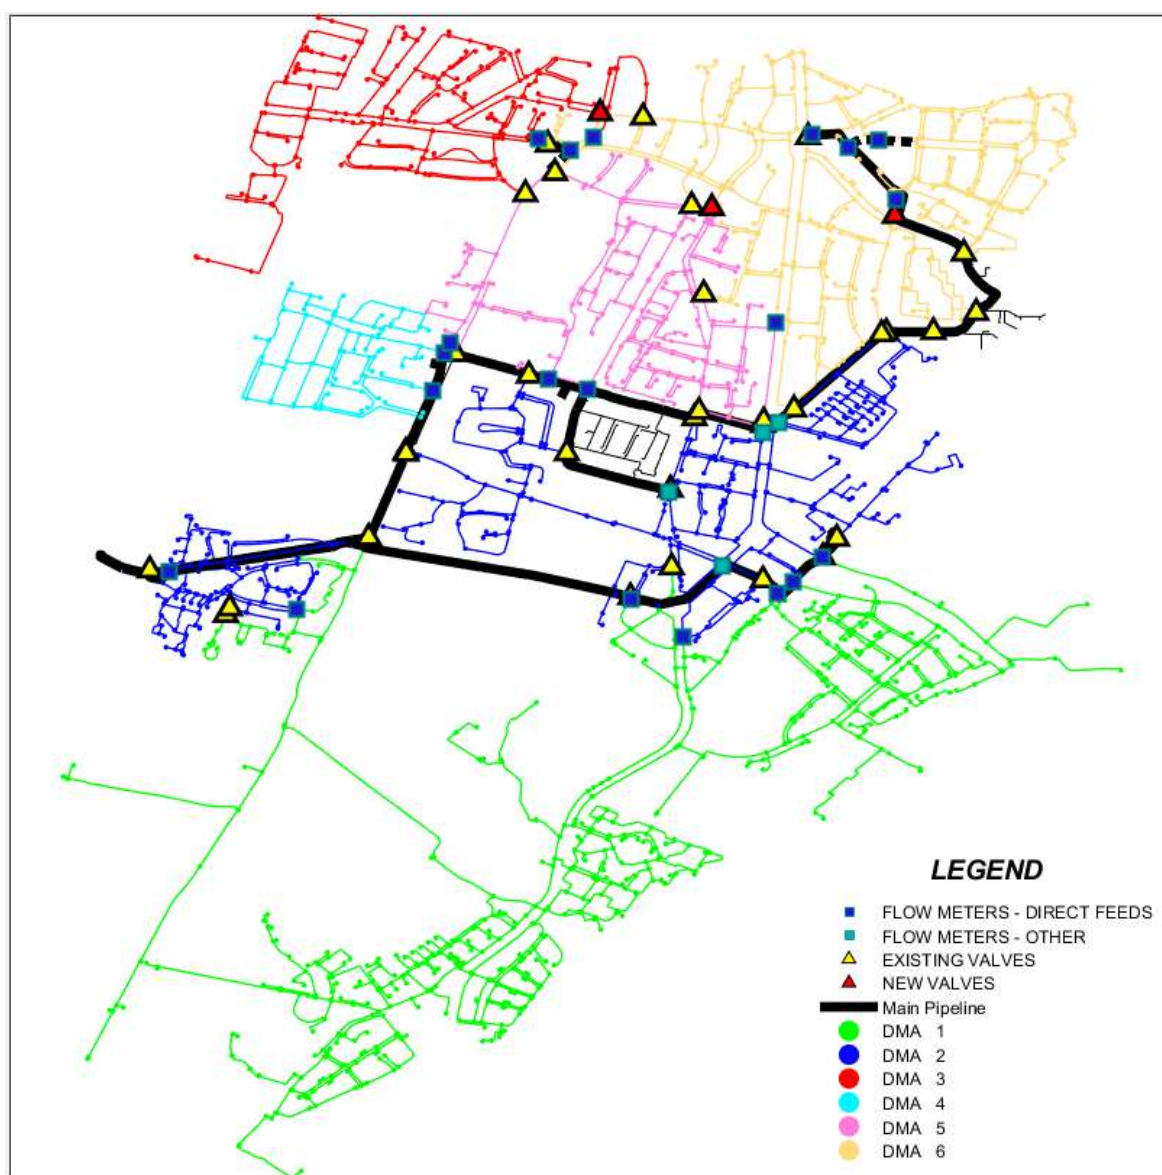 LEGEND
FLOW METERS - DIRECT FEEDS
FLOW METERS - OTHER
EXISTING VALVES
NEW VALVES
Main Pipeline
DMA 1
DMA 2
DMA 3
DMA 4
DMA 5
DMA 6